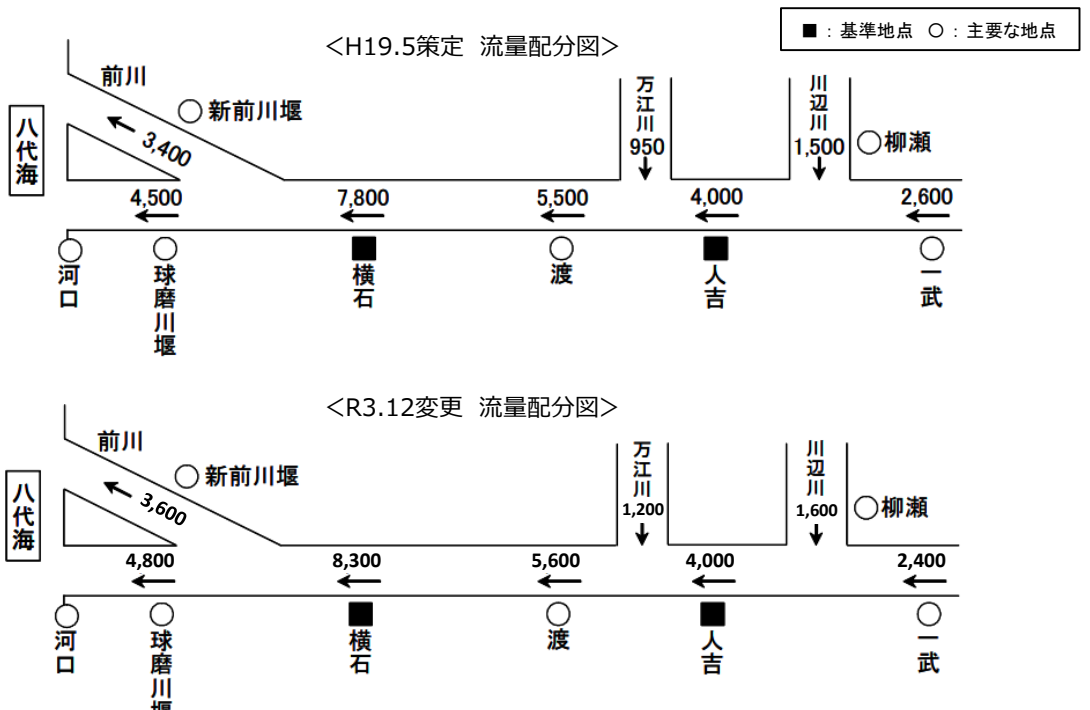 ■：基準地点 ○：主要な地点
<H19.5策定 流量配分図>
前川
新前川堰
八代海
3,400
万江川
950
川辺川
1,500
柳瀬
4,500
7,800
5,500
4,000
2,600
河口
球磨川堰
横石
渡
人吉
一武
<R3.12変更 流量配分図>
前川
新前川堰
八代海
3,600
万江川
1,200
川辺川
1,600
柳瀬
4,800
8,300
5,600
4,000
2,400
河口
球磨川堰
横石
渡
人吉
一武